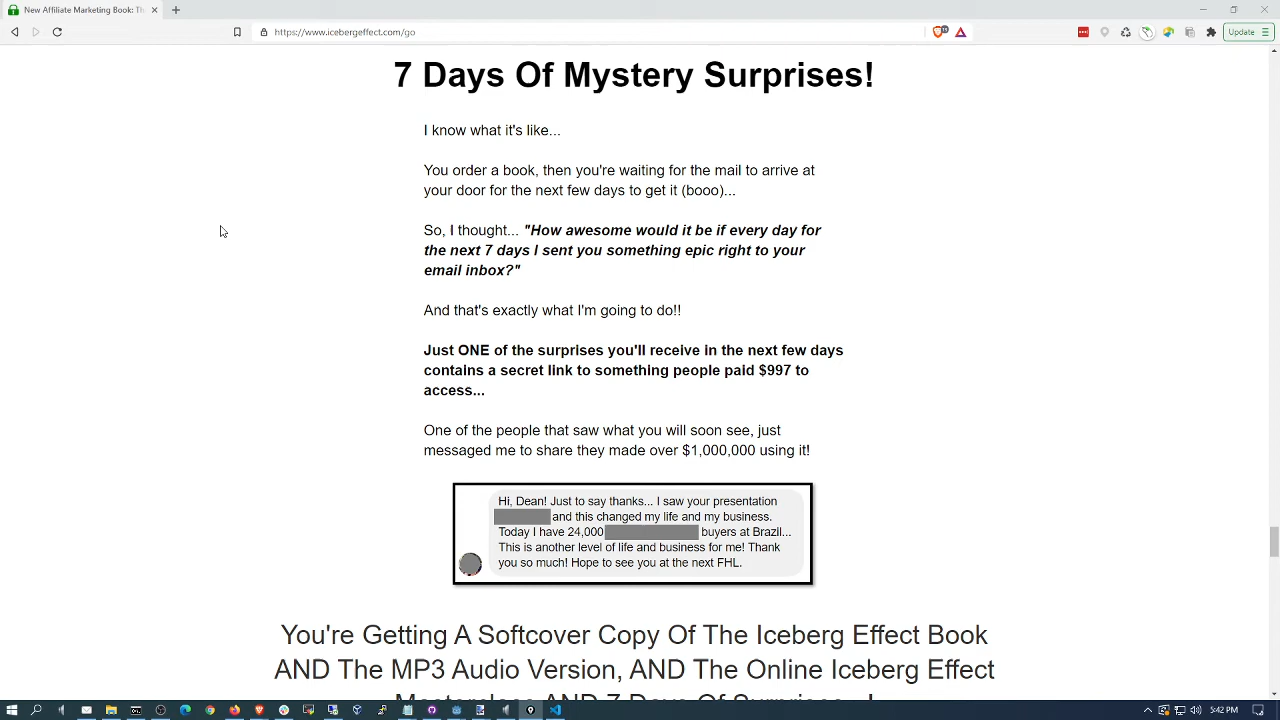 New Affiliate Marketing Book: Th
https://www.icebergeffect.com/go
Update
7 Days Of Mystery Surprises!
I know what it's like...
You order a book, then you're waiting for the mail to arrive at
your door for the next few days to get it (booo)...
So, I thought... "How awesome would it be if every day for
the next 7 days I sent you something epic right to your
email inbox?"
And that's exactly what I'm going to do!!
Just ONE of the surprises you'll receive in the next few days
contains a secret link to something people paid $997 to
access...
One of the people that saw what you will soon see, just
messaged me to share they made over $1,000,000 using it!
Hi, Dean! Just to say thanks... I saw your presentation
and this changed my life and my business.
Today I have 24,000 buyers at Brazil...
This is another level of life and business for me! Thank
you so much! Hope to see you at the next FHL.
You're Getting A Softcover Copy Of The Iceberg Effect Book
AND The MP3 Audio Version, AND The Online Iceberg Effect
5:42 PM